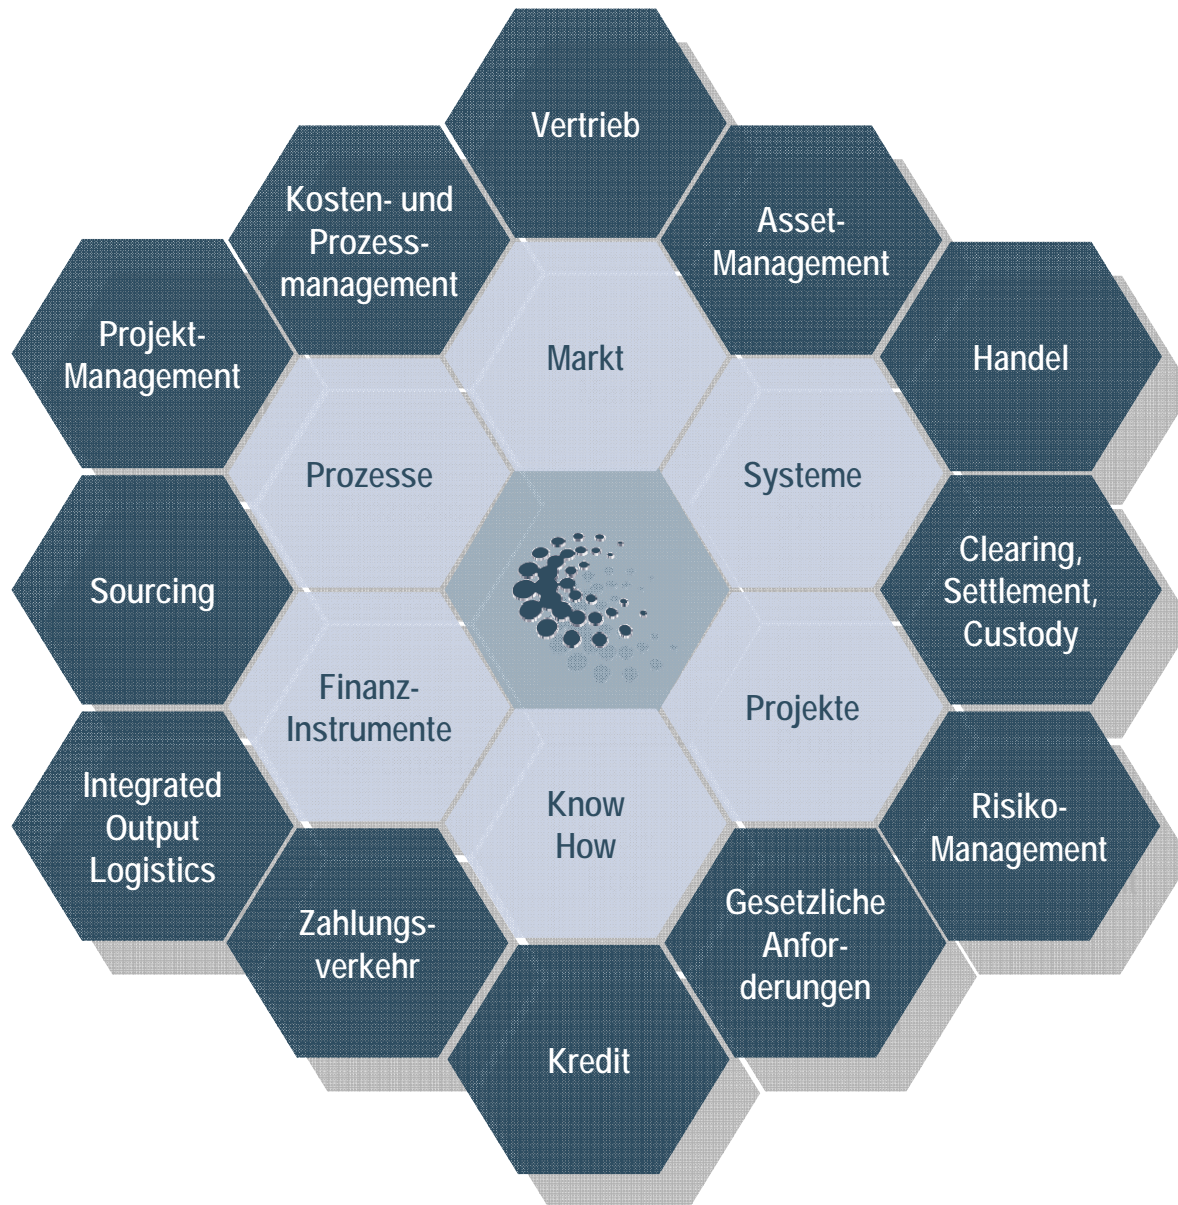 Vertrieb
Kosten- und
Prozess-
management
Asset-
Management
Projekt-
Management
Markt
Handel
Prozesse
Systeme
Sourcing
Clearing,
Settlement,
Custody
Finanz-
Instrumente
Projekte
Integrated
Output
Logistics
Know
How
Risiko-
Management
Zahlungs-
verkehr
Gesetzliche
Anfor-
derungen
Kredit